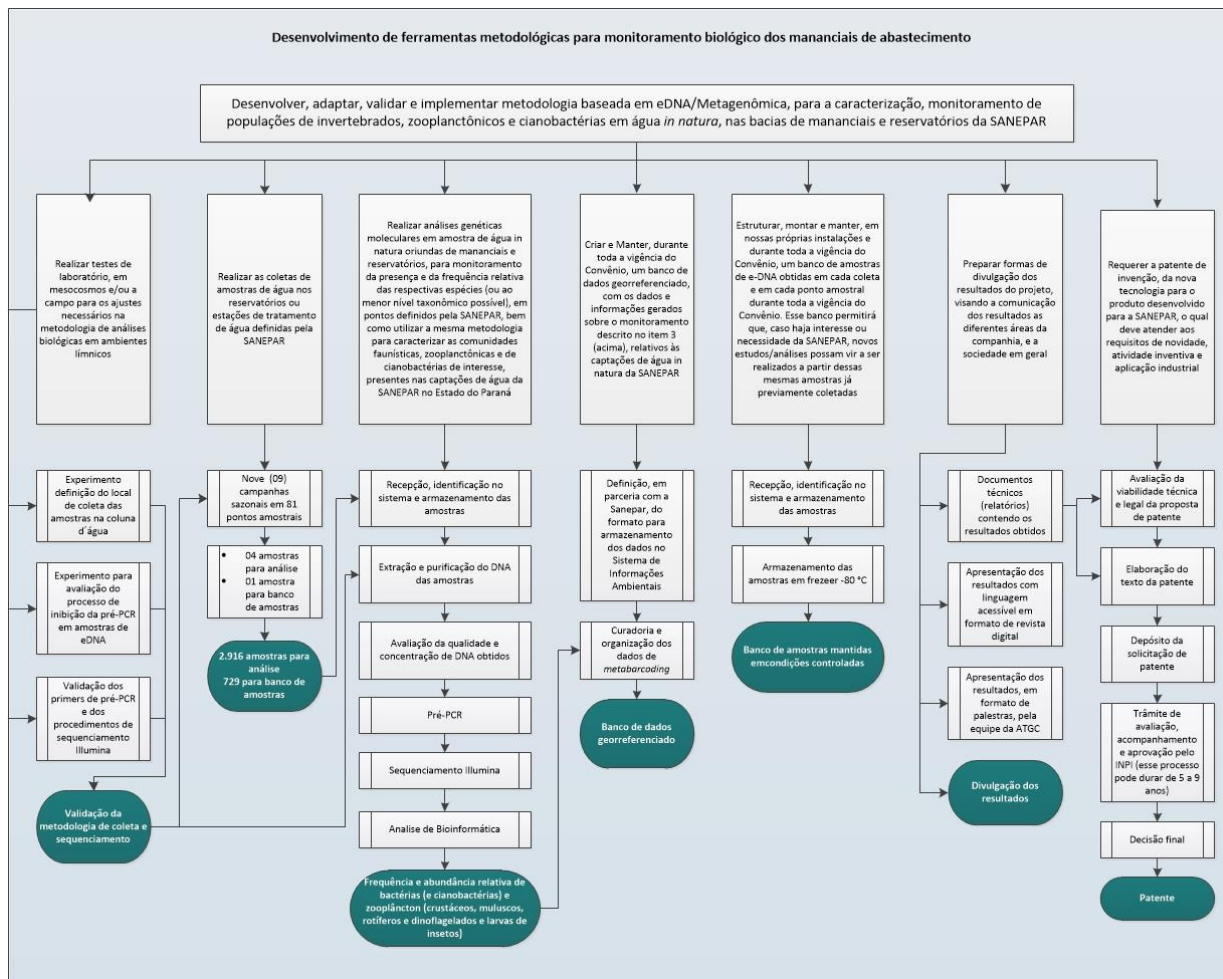 Desenvolvimento de ferramentas metodológicas para monitoramento biológico dos mananciais de abastecimento
Desenvolver, adaptar, validar e implementar metodologia baseada em eDNA/Metagenômica, para a caracterização, monitoramento de
populações de invertebrados, zooplanctônicos e cianobactérias em água in natura, nas bacias de mananciais e reservatórios da SANEPAR
Realizar testes de
laboratório, em
mesocosmos e/ou a
campo para os ajustes
necessários na
metodologia de análises
biológicas em ambientes
límnicos
Experimento
definição do local
de coleta das
amostras na coluna
d´água
Experimento para
avaliação do
processo de
inibição da pré-PCR
em amostras de
eDNA
Validação dos
primers de pré-PCR
e dos
procedimentos de
sequenciamento
Illumina
Validação da
metodologia de coleta e
sequenciamento
Realizar as coletas de
amostras de água nos
reservatórios ou
estações de tratamento
de água definidas pela
SANEPAR
Nove (09)
campanhas
sazonais em 81
pontos amostrais
• 04 amostras
para análise
• 01 amostra
para banco de
amostras
2.916 amostras para
análise
729 para banco de
amostras
Realizar análises genéticas
moleculares em amostra de água in
natura oriundas de mananciais e
reservatórios, para monitoramento
da presença e da frequência relativa
das respectivas espécies (ou ao
menor nível taxonômico possível), em
pontos definidos pela SANEPAR, bem
como utilizar a mesma metodologia
para caracterizar as comunidades
faunísticas, zooplanctônicas e de
cianobactérias de interesse,
presentes nas captações de água da
SANEPAR no Estado do Paraná
Recepção, identificação no
sistema e armazenamento das
amostras
Extração e purificação do DNA
das amostras
Avaliação da qualidade e
concentração de DNA obtidos
Pré-PCR
Sequenciamento Illumina
Analise de Bioinformática
Frequência e abundância relativa de
bactérias (e cianobactérias) e
zooplâncton (crustáceos, muluscos,
rotíferos e dinoflagelados e larvas de
insetos)
Criar e Manter, durante
toda a vigência do
Convênio, um banco de
dados georreferenciado,
com os dados e
informações gerados
sobre o monitoramento
descrito no item 3
(acima), relativos às
captações de água in
natura da SANEPAR
Definição, em
parceria com a
Sanepar, do
formato para
armazenamento
dos dados no
Sistema de
Informações
Ambientais
Curadoria e
organização dos
dados de
metabarcoding
Banco de dados
georreferenciado
Estruturar, montar e manter, em
nossas próprias instalações e
durante toda a vigência do
Convênio, um banco de amostras
de e-DNA obtidas em cada coleta
e em cada ponto amostral
durante toda a vigência do
Convênio. Esse banco permitirá
que, caso haja interesse ou
necessidade da SANEPAR, novos
estudos/análises possam vir a ser
realizados a partir dessas
mesmas amostras já
previamente coletadas
Recepção, identificação no
sistema e armazenamento
das amostras
Armazenamento das
amostras em frezeer -80 °C
Banco de amostras mantidas
emcondições controladas
Preparar formas de
divulgação dos
resultados do projeto,
visando a comunicação
dos resultados as
diferentes áreas da
companhia, e a
sociedade em geral
Documentos
técnicos
(relatórios)
contendo os
resultados obtidos
Apresentação dos
resultados com
linguagem
acessível em
formato de revista
digital
Apresentação dos
resultados, em
formato de
palestras, pela
equipe da ATGC
Divulgação dos
resultados
Requerer a patente de
invenção, da nova
tecnologia para o
produto desenvolvido
para a SANEPAR, o qual
deve atender aos
requisitos de novidade,
atividade inventiva e
aplicação industrial
Avaliação da
viabilidade técnica
e legal da proposta
de patente
Elaboração do
texto da patente
Depósito da
solicitação de
patente
Trâmite de
avaliação,
acompanhamento
e aprovação pelo
INPI (esse processo
pode durar de 5 a 9
anos)
Decisão final
Patente